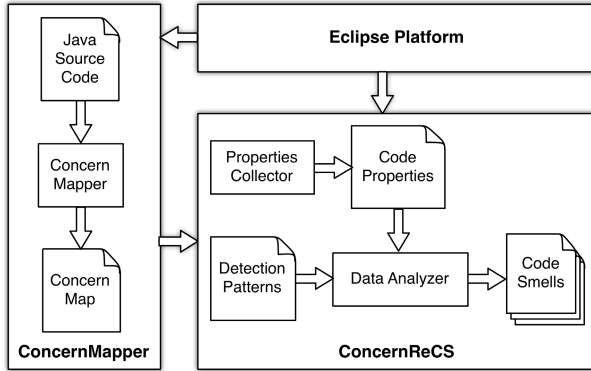 Java
Source
Code
Concern
Mapper
Concern
Map
ConcernMapper
Eclipse Platform
Properties
Collector
Code
Properties
Detection
Patterns
Data Analyzer
Code
Smells
ConcernReCS